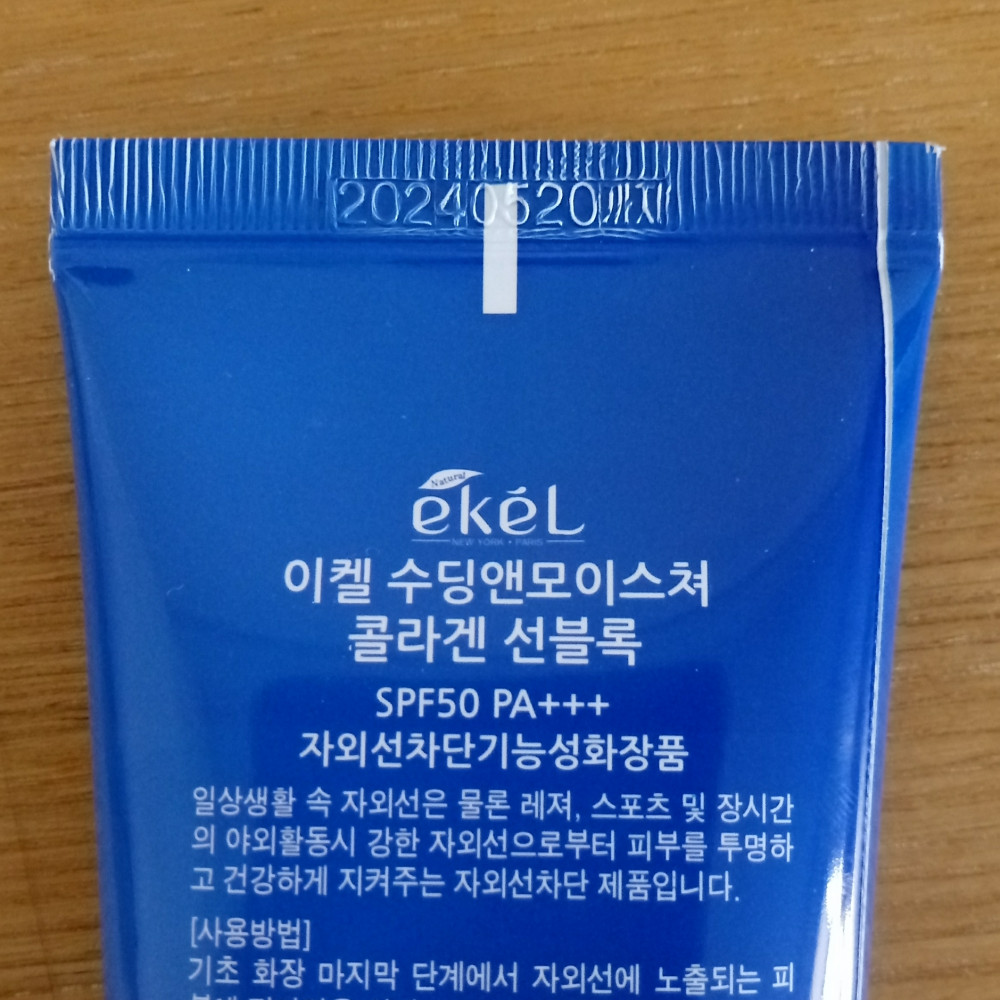 20240520까지
Natural
ēkéL
NEW YORK • PARIS
이켈 수딩앤모이스쳐
콜라겐 선블록
SPF50 PA+++
자외선차단기능성화장품
일상생활 속 자외선은 물론 레져, 스포츠 및 장시간
의 야외활동시 강한 자외선으로부터 피부를 투명하
고 건강하게 지켜주는 자외선차단 제품입니다.
[사용방법]
기초 화장 마지막 단계에서 자외선에 노출되는 피